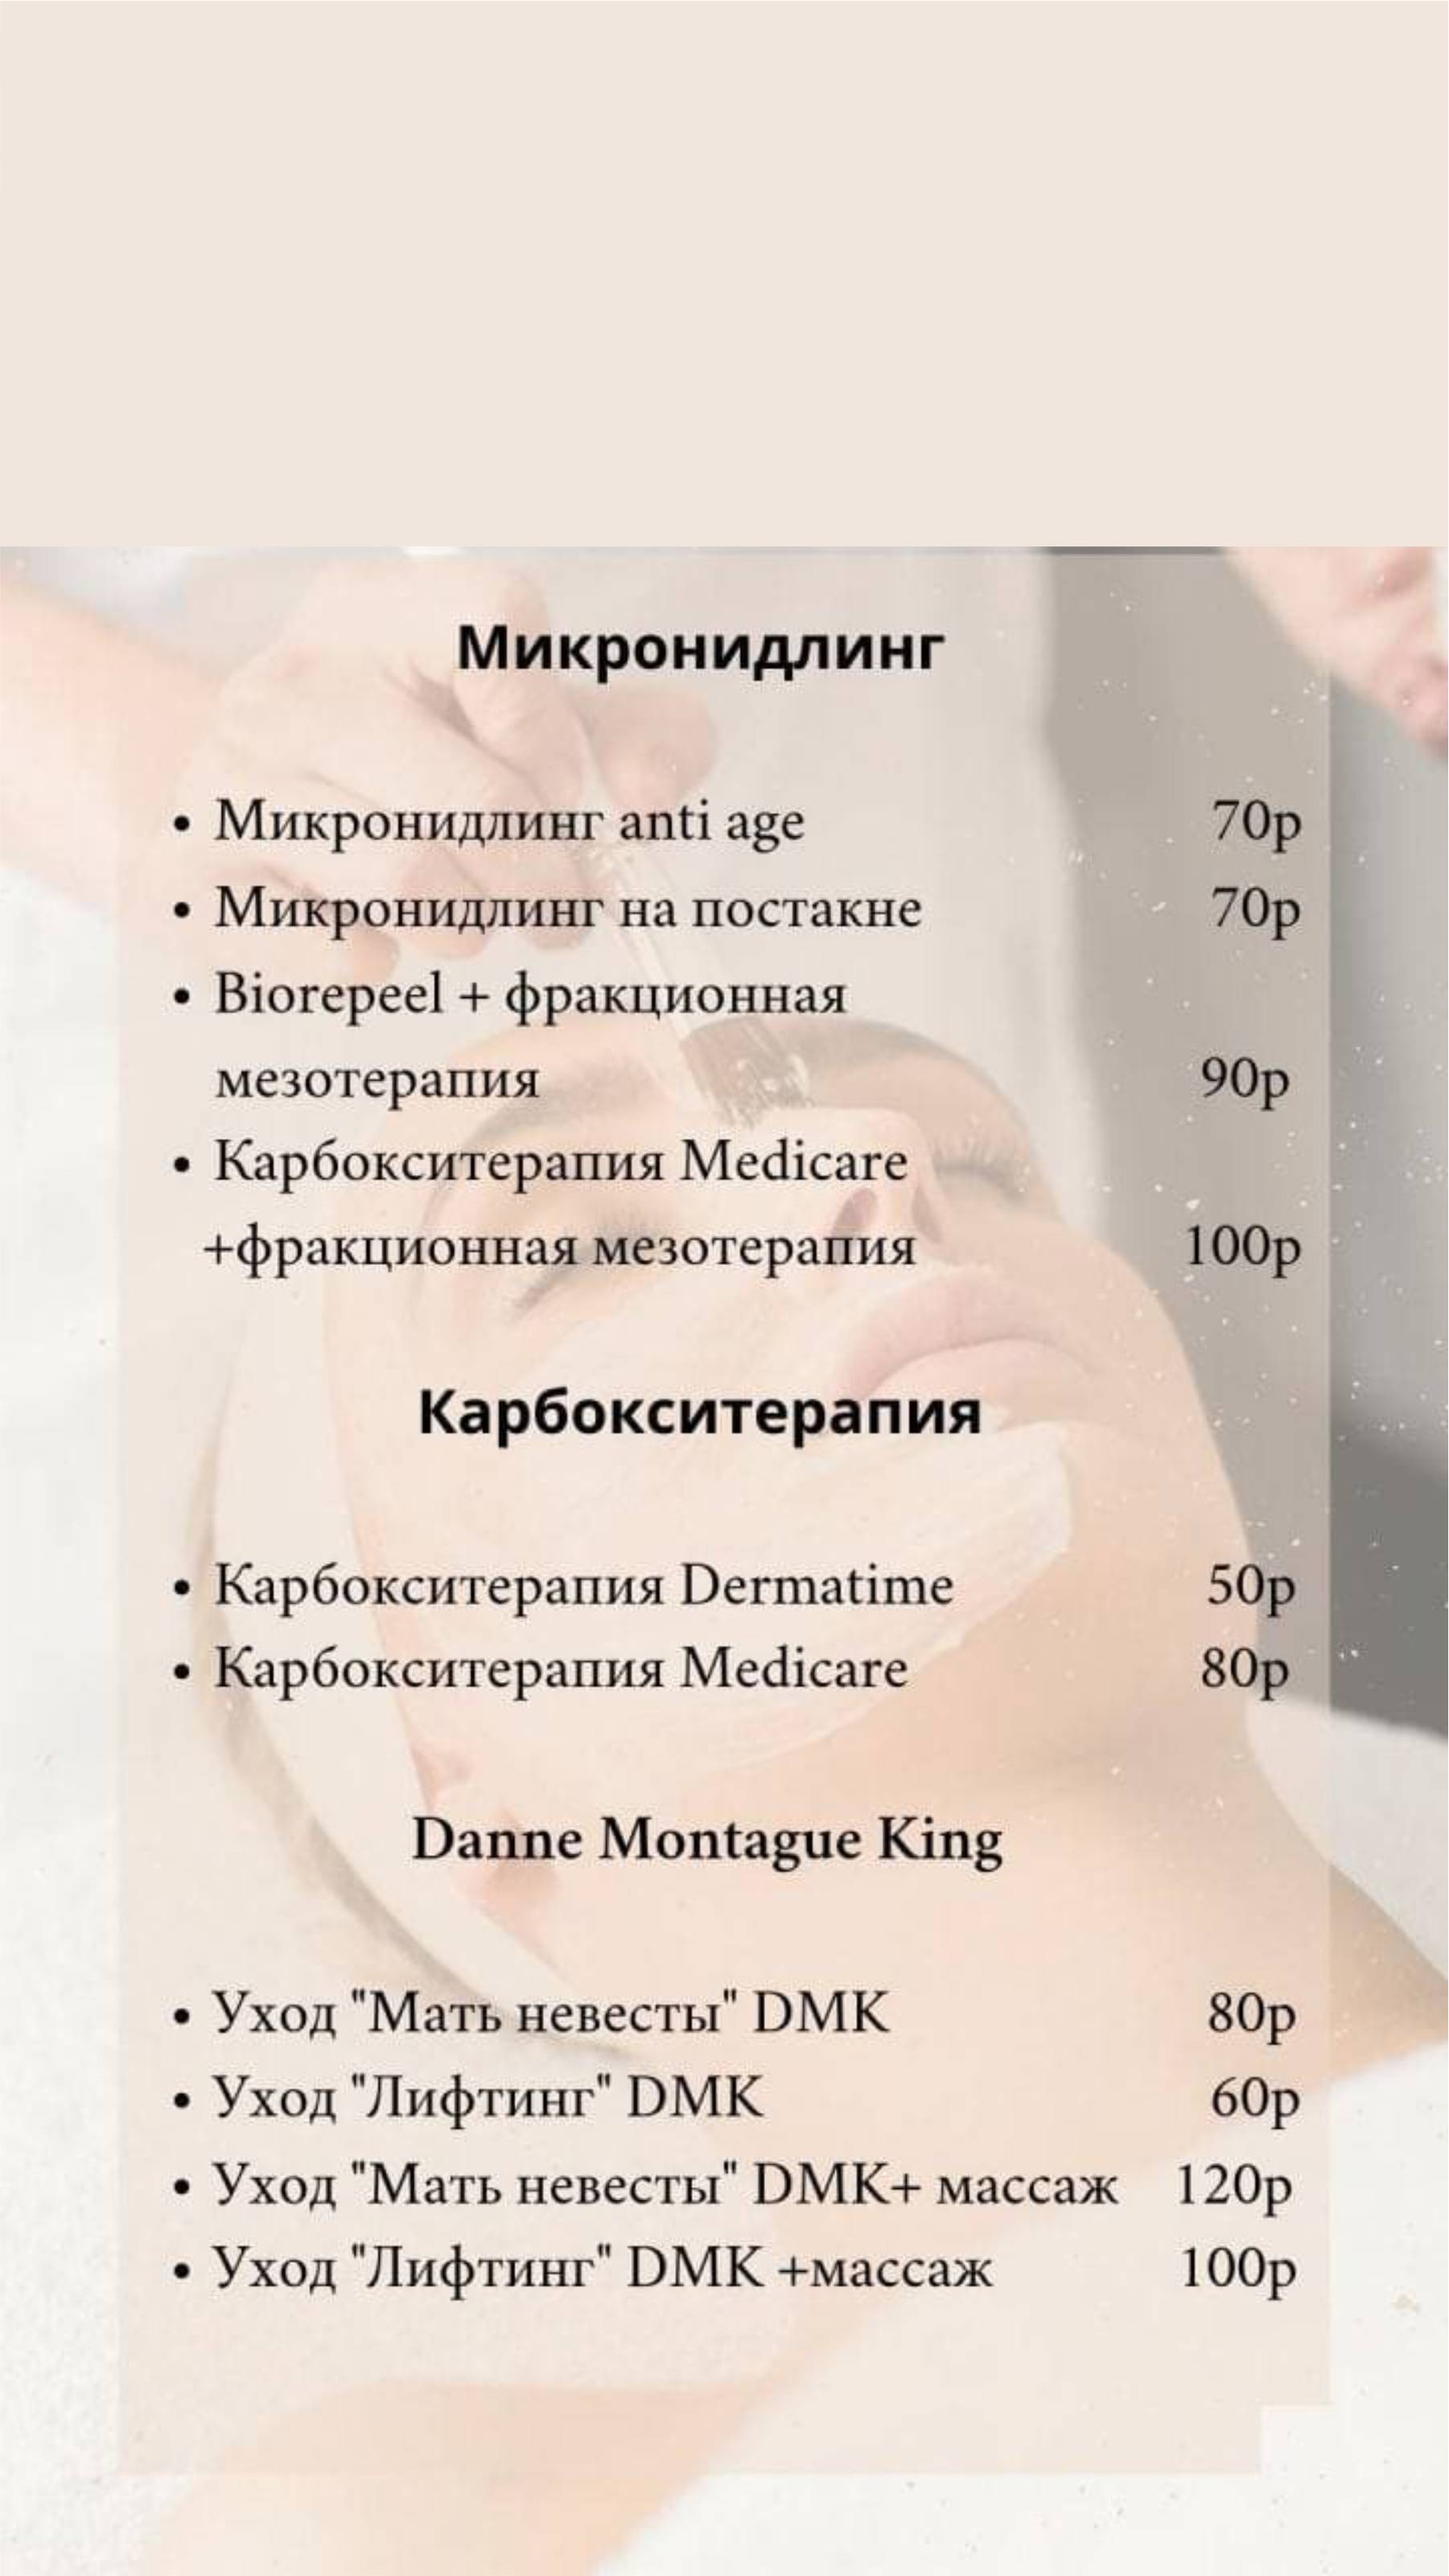 Микронидлинг
• Микронидлинг anti age 70р
• Микронидлинг на постакне 70р
• Biorepeel + фракционная
мезотерапия 90р
• Карбокситерапия Medicare
+фракционная мезотерапия 100р
Карбокситерапия
• Карбокситерапия Dermatime 50р
• Карбокситерапия Medicare 80р
Danne Montague King
• Уход "Мать невесты" DMK 80р
• Уход "Лифтинг" DMK 60р
• Уход "Мать невесты" DMK+ массаж 120р
• Уход "Лифтинг" DMK +массаж 100р